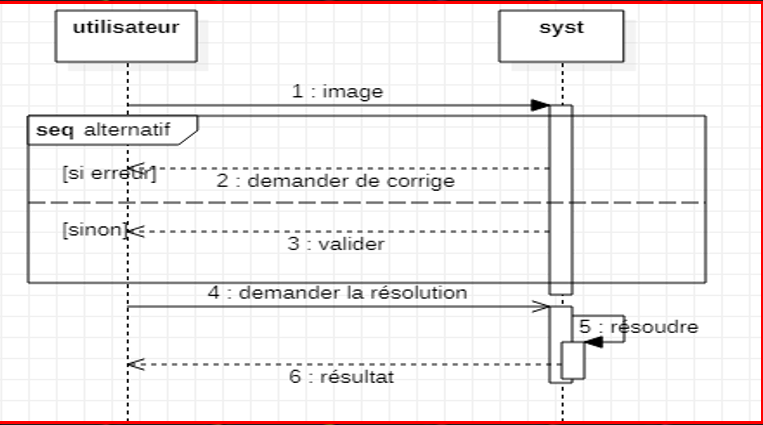 utilisateur
syst
1 : image
seq alternatif
[si erreur]
2 : demander de corrige
[sinon]
3 : valider
4 : demander la résolution
5 : résoudre
6 : résultat